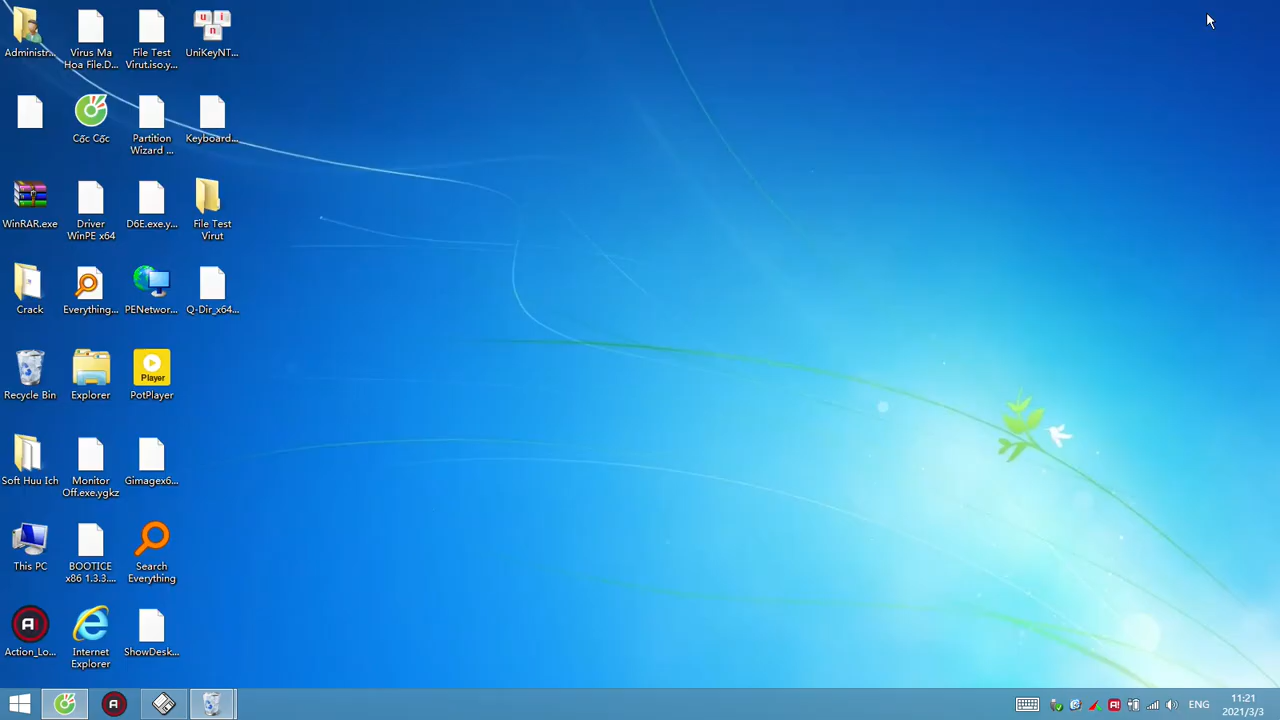 Administr...
Virus Ma
Hoa File.D...
File Test
Virut.iso.y...
UniKeyNT...
Cốc Cốc
Partition
Wizard ...
Keyboard...
WinRAR.exe
Driver
WinPE x64
D6E.exe.y...
File Test
Virut
Crack
Everything...
PENetwor...
Q-Dir_x64...
Recycle Bin
Explorer
Player
PotPlayer
Soft Huu Ich
Monitor
Off.exe.ygkz
Gimagex6...
This PC
BOOTICE
x86 1.3.3....
Search
Everything
Action_Lo...
Internet
Explorer
ShowDesk...
ENG
11:21
2021/3/3